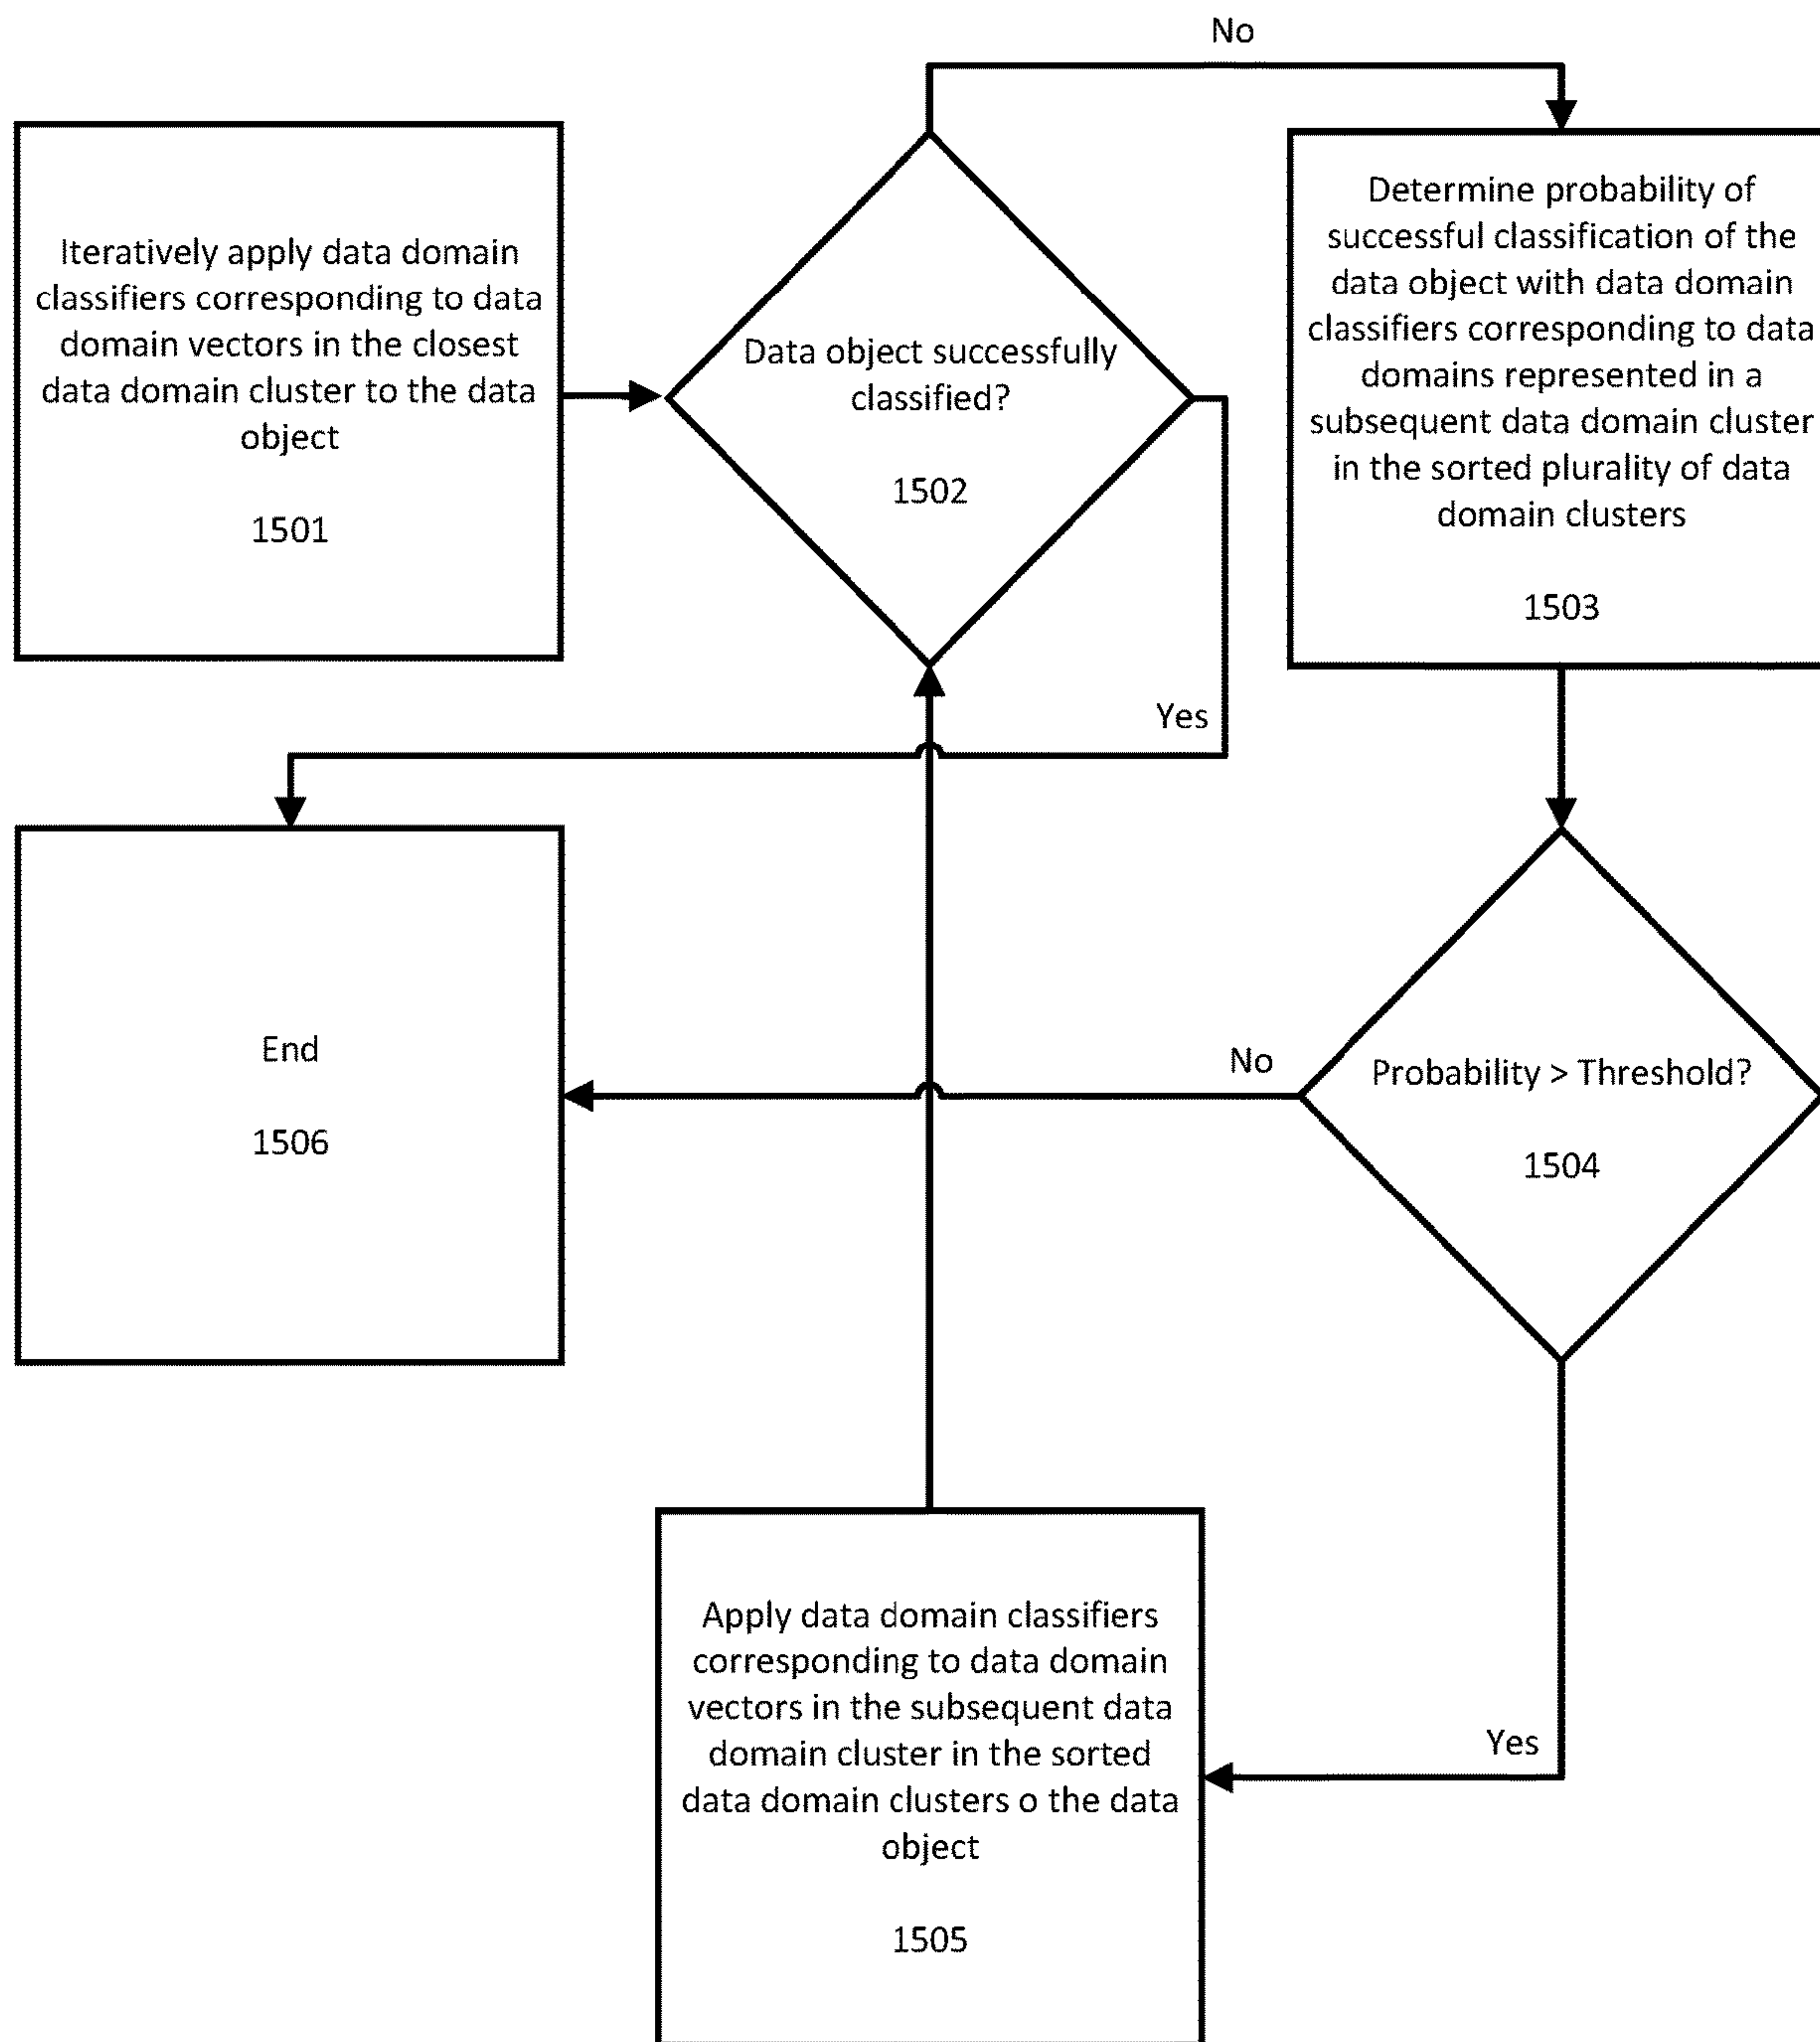 No
Iteratively apply data domain
classifiers corresponding to data
domain vectors in the closest
data domain cluster to the data
object
1501
Data object successfully
classified?
1502
Determine probability of
successful classification of the
data object with data domain
classifiers corresponding to data
domains represented in a
subsequent data domain cluster
in the sorted plurality of data
domain clusters
1503
Yes
End
1506
No
Probability > Threshold?
1504
Apply data domain classifiers
corresponding to data domain
vectors in the subsequent data
domain cluster in the sorted
data domain clusters o the data
object
1505
Yes